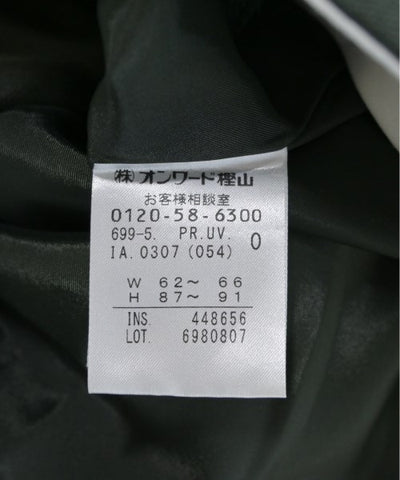 ㈱オンワード樫山
お客様相談室
0120-58-6300
699-5. PR.UV.
IA.0307(054) 0
W 62～ 66
H 87～ 91
INS. 448656
LOT. 6980807